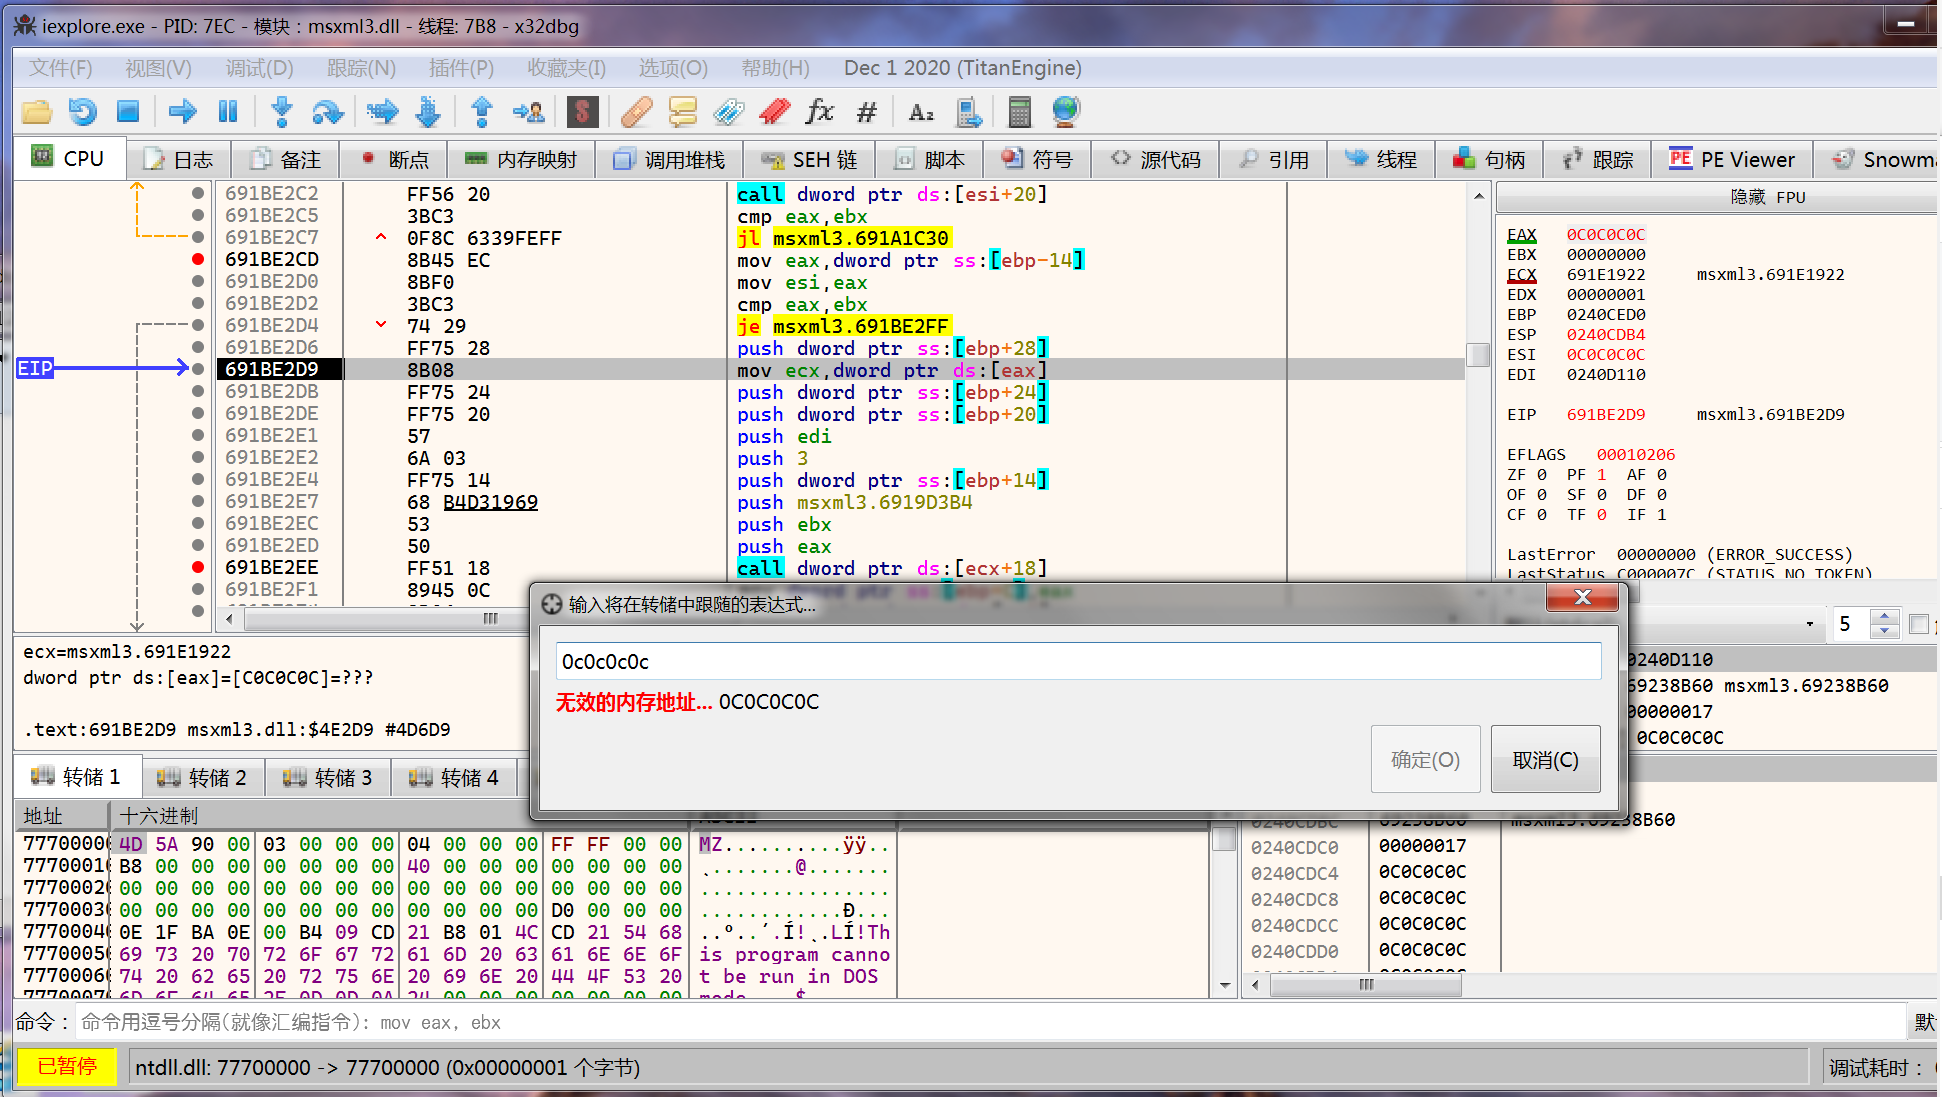 iexplore.exe - PID: 7EC - 模块：msxml3.dll - 线程: 7B8 - x32dbg
文件(F) 视图(V) 调试(D) 跟踪(N) 插件(P) 收藏夹(I) 选项(O) 帮助(H) Dec 1 2020 (TitanEngine)
CPU 日志 备注 断点 内存映射 调用堆栈 SEH 链 脚本 符号 源代码 引用 线程 句柄 跟踪 PE Viewer
691BE2C2 FF56 20 call dword ptr ds:[esi+20]
691BE2C5 3BC3 cmp eax,ebx
691BE2C7 0F8C 6339FEFF jl msxml3.691A1C30
691BE2CD 8B45 EC mov eax,dword ptr ss:[ebp-14]
691BE2D0 8BF0 mov esi,eax
691BE2D2 3BC3 cmp eax,ebx
691BE2D4 74 29 je msxml3.691BE2FF
691BE2D6 FF75 28 push dword ptr ss:[ebp+28]
EIP 691BE2D9 8B08 mov ecx,dword ptr ds:[eax]
691BE2DB FF75 24 push dword ptr ss:[ebp+24]
691BE2DE FF75 20 push dword ptr ss:[ebp+20]
691BE2E1 57 push edi
691BE2E2 6A 03 push 3
691BE2E4 FF75 14 push dword ptr ss:[ebp+14]
691BE2E7 68 B4D31969 push msxml3.6919D3B4
691BE2EC 53 push ebx
691BE2ED 50 push eax
691BE2EE FF51 18 call dword ptr ds:[ecx+18]
691BE2F1 8945 0C
隐藏 FPU
EAX 0C0C0C0C
EBX 00000000
ECX 691E1922 msxml3.691E1922
EDX 00000001
EBP 0240CED0
ESP 0240CDB4
ESI 0C0C0C0C
EDI 0240D110
EIP 691BE2D9 msxml3.691BE2D9
EFLAGS 00010206
ZF 0 PF 1 AF 0
OF 0 SF 0 DF 0
CF 0 TF 0 IF 1
LastError 00000000 (ERROR_SUCCESS)
LastStatus C000007C (STATUS_NO_TOKEN)
5
0240D110
69238B60 msxml3.69238B60
00000017
0C0C0C0C
输入将在转储中跟随的表达式...
0c0c0c0c
无效的内存地址... 0C0C0C0C
确定(O) 取消(C)
ecx=msxml3.691E1922
dword ptr ds:[eax]=[C0C0C0C]=???
.text:691BE2D9 msxml3.dll:$4E2D9 #4D6D9
转储 1 转储 2 转储 3 转储 4
地址 十六进制
7770000 4D 5A 90 00 03 00 00 00 04 00 00 00 FF FF 00 00 MZ..........ÿÿ..
7770001 B8 00 00 00 00 00 00 00 40 00 00 00 00 00 00 00 ¸.......@.......
7770002 00 00 00 00 00 00 00 00 00 00 00 00 00 00 00 00 ................
7770003 00 00 00 00 00 00 00 00 00 00 00 00 D0 00 00 00 ............Ð...
7770004 0E 1F BA 0E 00 B4 09 CD 21 B8 01 4C CD 21 54 68 ..º..´.Í!¸.LÍ!Th
7770005 69 73 20 70 72 6F 67 72 61 6D 20 63 61 6E 6E 6F is program canno
7770006 74 20 62 65 20 72 75 6E 20 69 6E 20 44 4F 53 20 t be run in DOS
0240CDBC 69238B60 msxml3.69238B60
0240CDC0 00000017
0240CDC4 0C0C0C0C
0240CDC8 0C0C0C0C
0240CDCC 0C0C0C0C
0240CDD0 0C0C0C0C
命令： 命令用逗号分隔(就像汇编指令): mov eax, ebx
已暂停 ntdll.dll: 77700000 -> 77700000 (0x00000001 个字节) 调试耗时：